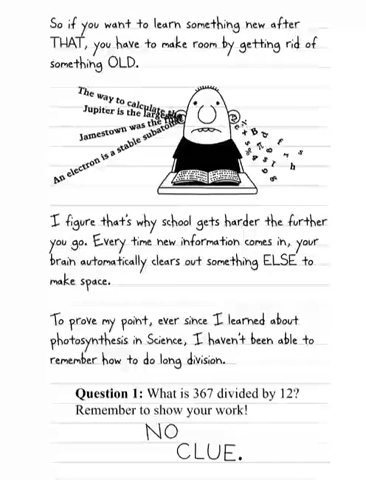 So if you want to learn something new after
THAT, you have to make room by getting rid of
something OLD.
The way to calculate the
Jupiter is the largest
Jamestown was the fi
An electron is a stable subatomi
I figure that's why school gets harder the further
you go. Every time new information comes in, your
brain automatically clears out something ELSE to
make space.
To prove my point, ever since I learned about
photosynthesis in Science, I haven't been able to
remember how to do long division.
Question 1: What is 367 divided by 12?
Remember to show your work!
NO
CLUE.